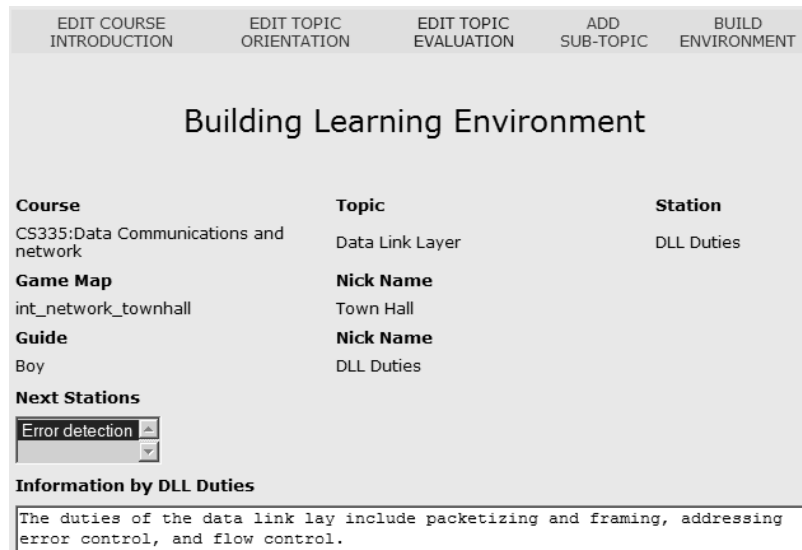 EDIT COURSE INTRODUCTION EDIT TOPIC ORIENTATION EDIT TOPIC EVALUATION ADD SUB-TOPIC BUILD ENVIRONMENT
Building Learning Environment
Course Topic Station
CS335:Data Communications and
network Data Link Layer DLL Duties
Game Map Nick Name
int_network_townhall Town Hall
Guide Nick Name
Boy DLL Duties
Next Stations
Error detection
Information by DLL Duties
The duties of the data link lay include packetizing and framing, addressing
error control, and flow control.